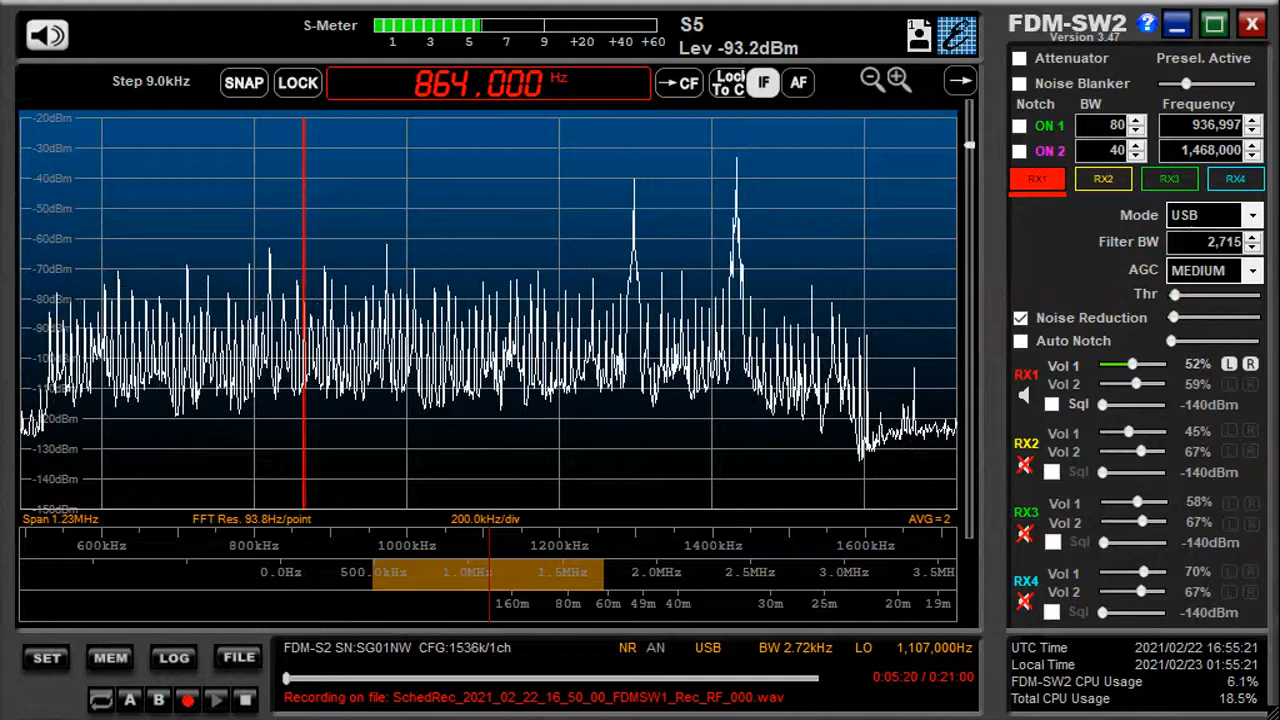 S-Meter
1 3 5 7 9 +20 +40 +60
S5
Lev -93.2dBm
FDM-SW2
Version 3.47
?
X
Step 9.0kHz
SNAP
LOCK
864.000 Hz
→CF
Lock To C
IF
AF
→
-20dBm
-30dBm
-40dBm
-50dBm
-60dBm
-70dBm
-80dBm
-90dBm
-100dBm
-110dBm
-120dBm
-130dBm
-140dBm
-150dBm
Span 1.23MHz
FFT Res. 93.8Hz/point
200.0kHz/div
AVG=2
600kHz 800kHz 1000kHz 1200kHz 1400kHz 1600kHz
0.0Hz 500.0kHz 1.0MHz 1.5MHz 2.0MHz 2.5MHz 3.0MHz 3.5MH
160m 80m 60m 49m 40m 30m 25m 20m 19m
Attenuator
Presel. Active
Noise Blanker
Notch BW Frequency
ON 1 80 936,997
ON 2 40 1,468,000
RX1 RX2 RX3 RX4
Mode USB
Filter BW 2,715
AGC MEDIUM
Thr
Noise Reduction
Auto Notch
RX1
Vol 1 52% L R
Vol 2 59% L R
Sql -140dBm
RX2
Vol 1 45% L R
Vol 2 67% L R
Sql -140dBm
RX3
Vol 1 58% L R
Vol 2 67% L R
Sql -140dBm
RX4
Vol 1 70% L R
Vol 2 67% L R
Sql -140dBm
SET
MEM
LOG
FILE
A
B
FDM-S2 SN:SG01NW CFG:1536k/1ch
NR AN USB BW 2.72kHz LO 1,107,000Hz
0:05:20 / 0:21:00
Recording on file: SchedRec_2021_02_22_16_50_00_FDMSW1_Rec_RF_000.wav
UTC Time 2021/02/22 16:55:21
Local Time 2021/02/23 01:55:21
FDM-SW2 CPU Usage 6.1%
Total CPU Usage 18.5%